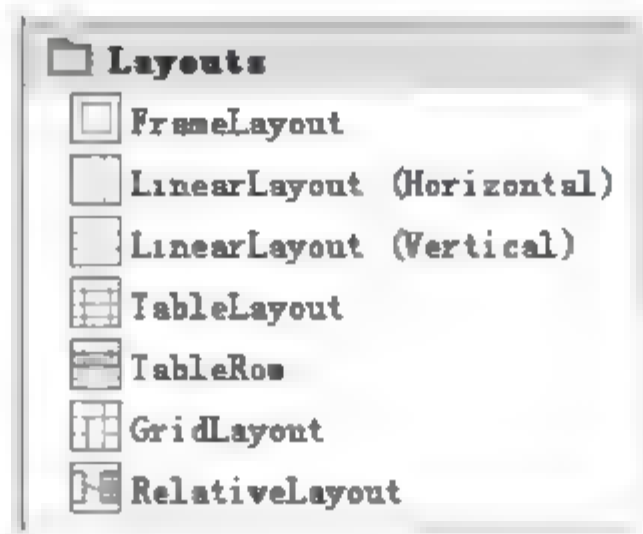 Layouts
FrameLayout
LinearLayout (Horizontal)
LinearLayout (Vertical)
TableLayout
TableRow
GridLayout
RelativeLayout